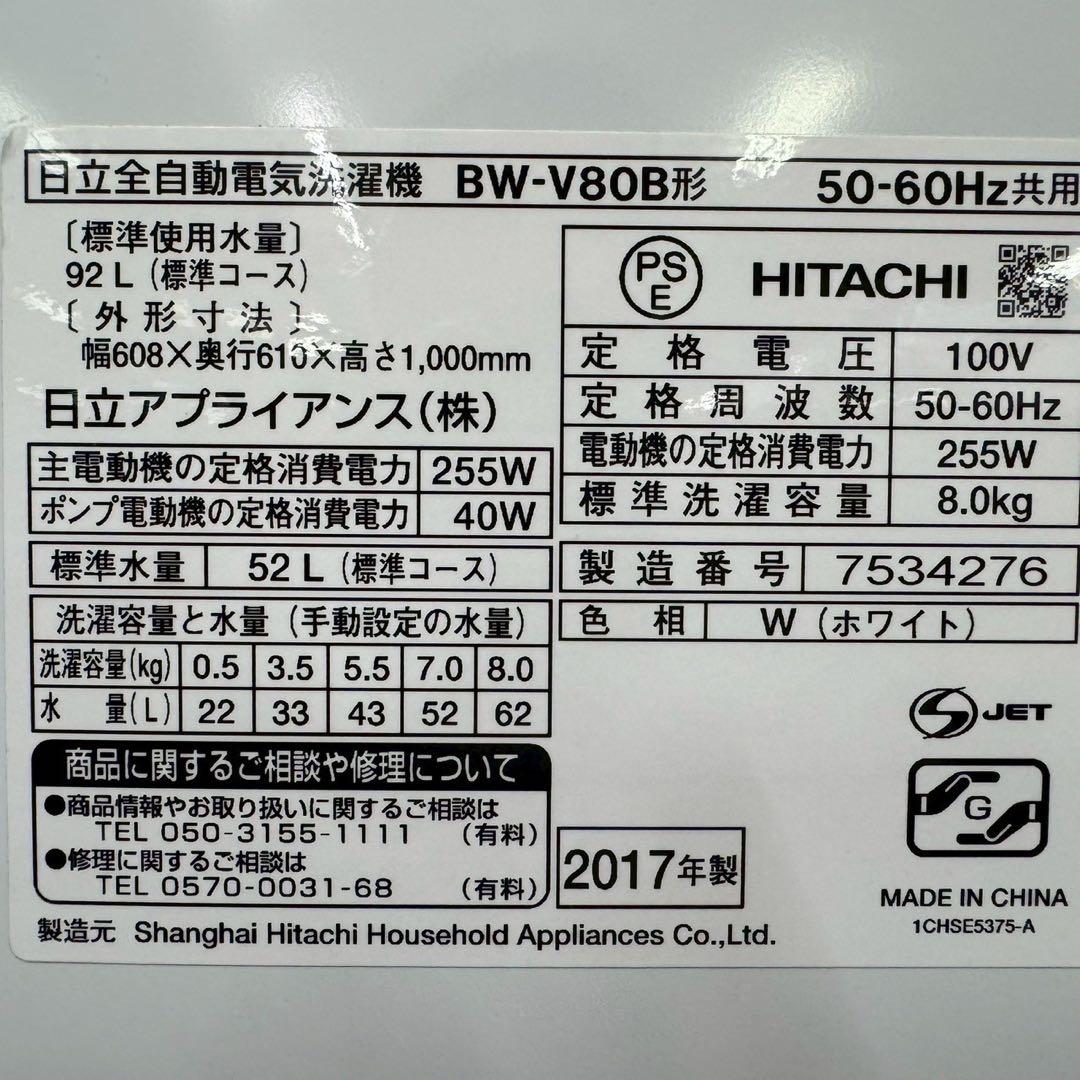 日立全自動電気洗濯機 BW-V80B形 50-60Hz共用
〔標準使用水量〕
92 L (標準コース)
〔外形寸法〕
幅608×奥行610×高さ1,000mm
日立アプライアンス(株)
主電動機の定格消費電力 255W
ポンプ電動機の定格消費電力 40W
標準水量 52 L (標準コース)
洗濯容量と水量 (手動設定の水量)
洗濯容量(kg) 0.5 3.5 5.5 7.0 8.0
水量(L) 22 33 43 52 62
商品に関するご相談や修理について
●商品情報やお取り扱いに関するご相談は
TEL 050-3155-1111 (有料)
●修理に関するご相談は
TEL 0570-0031-68 (有料)
PS
E
HITACHI
定格電圧 100V
定格周波数 50-60Hz
電動機の定格消費電力 255W
標準洗濯容量 8.0kg
製造番号 7534276
色相 W (ホワイト)
S JET
G
2017年製
MADE IN CHINA
1CHSE5375-A
製造元 Shanghai Hitachi Household Appliances Co.,Ltd.